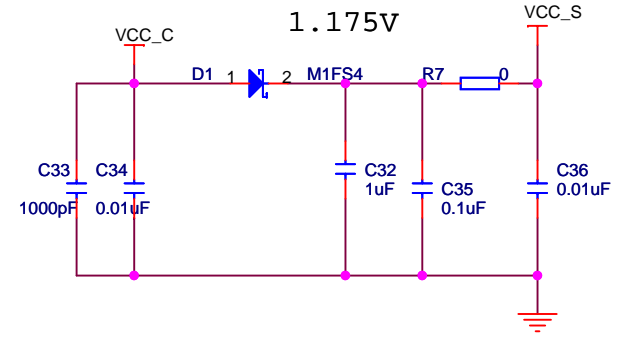 1.175V
VCC_C
VCC_S
D1
1
2
M1FS4
R7
0
C33
1000pF
C34
0.01uF
C32
1uF
C35
0.1uF
C36
0.01uF